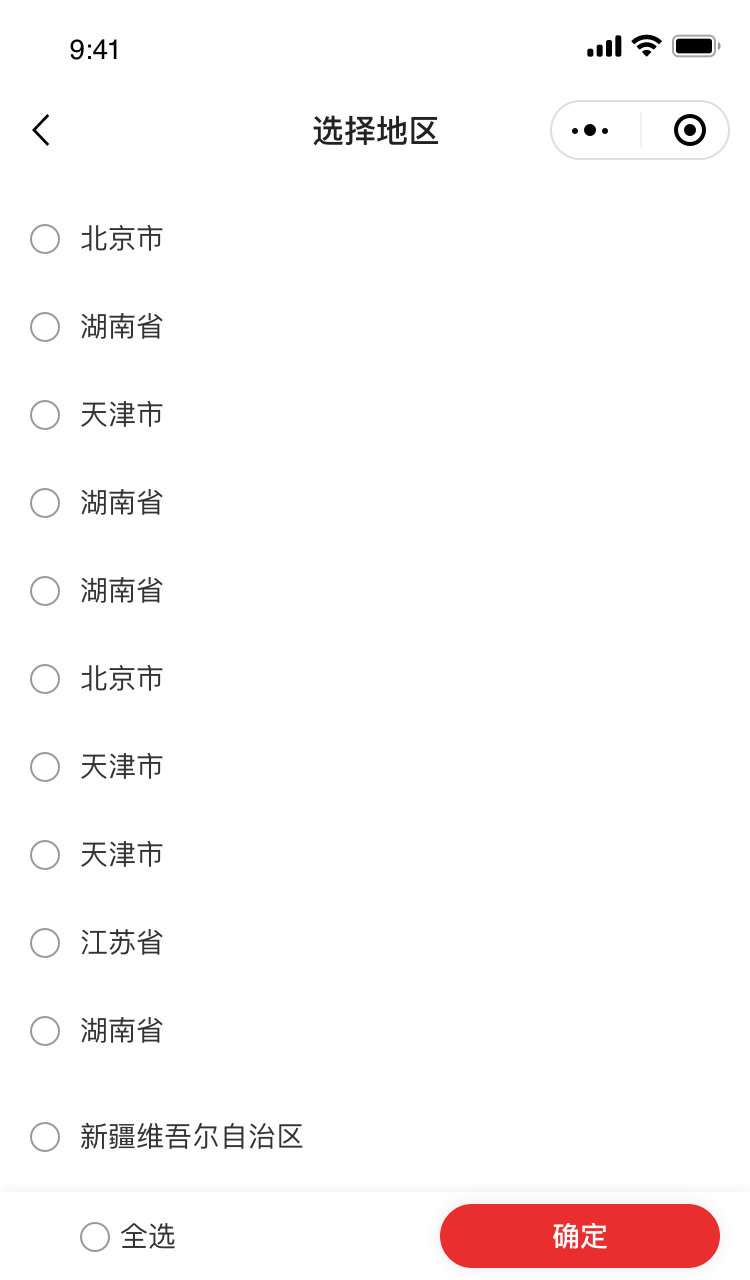 9:41
选择地区
北京市
湖南省
天津市
湖南省
湖南省
北京市
天津市
天津市
江苏省
湖南省
新疆维吾尔自治区
全选
确定